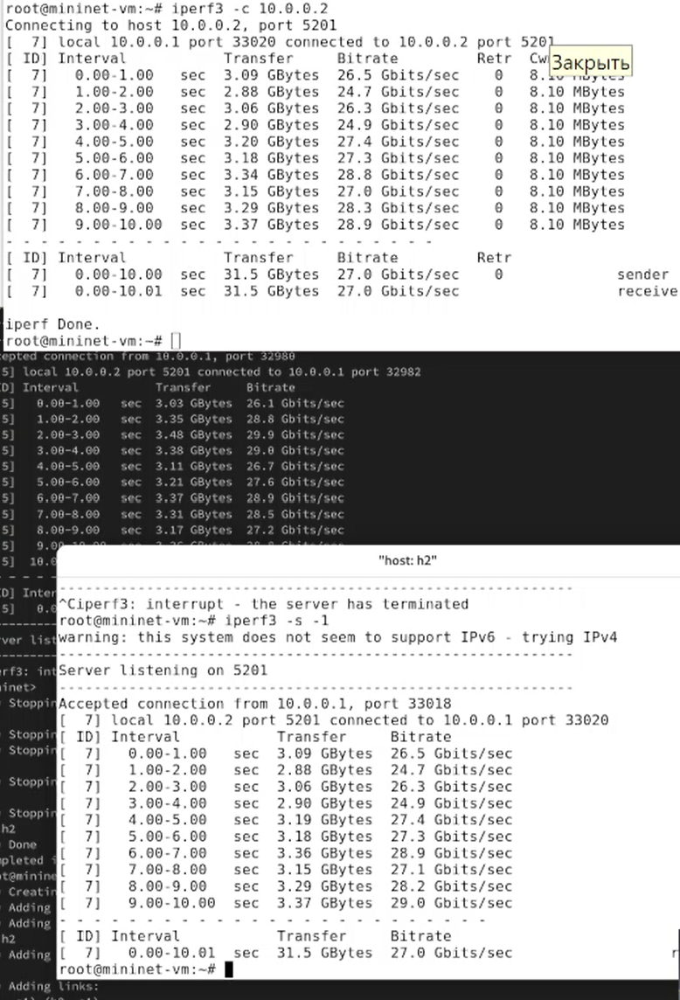 root@mininet-vm:~# iperf3 -c 10.0.0.2
Connecting to host 10.0.0.2, port 5201
[  7] local 10.0.0.1 port 33020 connected to 10.0.0.2 port 5201
[ ID] Interval           Transfer     Bitrate         Retr  Cw
Закрыть
[  7]   0.00-1.00   sec  3.09 GBytes  26.5 Gbits/sec    0   8.10 MBytes
[  7]   1.00-2.00   sec  2.88 GBytes  24.7 Gbits/sec    0   8.10 MBytes
[  7]   2.00-3.00   sec  3.06 GBytes  26.3 Gbits/sec    0   8.10 MBytes
[  7]   3.00-4.00   sec  2.90 GBytes  24.9 Gbits/sec    0   8.10 MBytes
[  7]   4.00-5.00   sec  3.20 GBytes  27.4 Gbits/sec    0   8.10 MBytes
[  7]   5.00-6.00   sec  3.18 GBytes  27.3 Gbits/sec    0   8.10 MBytes
[  7]   6.00-7.00   sec  3.34 GBytes  28.8 Gbits/sec    0   8.10 MBytes
[  7]   7.00-8.00   sec  3.15 GBytes  27.0 Gbits/sec    0   8.10 MBytes
[  7]   8.00-9.00   sec  3.29 GBytes  28.3 Gbits/sec    0   8.10 MBytes
[  7]   9.00-10.00  sec  3.37 GBytes  28.9 Gbits/sec    0   8.10 MBytes
- - - - - - - - - - - - - - - - - - - - - - - - -
[ ID] Interval           Transfer     Bitrate         Retr
[  7]   0.00-10.00  sec  31.5 GBytes  27.0 Gbits/sec    0             sender
[  7]   0.00-10.01  sec  31.5 GBytes  27.0 Gbits/sec                  receive
iperf Done.
root@mininet-vm:~#
cepted connection from 10.0.0.1, port 32980
5] local 10.0.0.2 port 5201 connected to 10.0.0.1 port 32982
ID] Interval           Transfer     Bitrate
5]   0.00-1.00   sec  3.03 GBytes  26.1 Gbits/sec
5]   1.00-2.00   sec  3.35 GBytes  28.8 Gbits/sec
5]   2.00-3.00   sec  3.48 GBytes  29.9 Gbits/sec
5]   3.00-4.00   sec  3.38 GBytes  29.0 Gbits/sec
5]   4.00-5.00   sec  3.11 GBytes  26.7 Gbits/sec
5]   5.00-6.00   sec  3.21 GBytes  27.6 Gbits/sec
5]   6.00-7.00   sec  3.37 GBytes  28.9 Gbits/sec
5]   7.00-8.00   sec  3.31 GBytes  28.5 Gbits/sec
5]   8.00-9.00   sec  3.17 GBytes  27.2 Gbits/sec
5]   9.0
5]  10.0
- - - - -
ID] Inter
5]   0.0
ver list
erf3: int
inet>
Stoppin
Stoppin
Stoppin
Stoppin
Stoppin
h2
Done
mpleted i
ot@minine
Creatin
Adding
Adding
h2
Adding
Adding links:
"host: h2"
-----------------------------------------------------------
^Ciperf3: interrupt - the server has terminated
root@mininet-vm:~# iperf3 -s -1
warning: this system does not seem to support IPv6 - trying IPv4
-----------------------------------------------------------
Server listening on 5201
-----------------------------------------------------------
Accepted connection from 10.0.0.1, port 33018
[  7] local 10.0.0.2 port 5201 connected to 10.0.0.1 port 33020
[ ID] Interval           Transfer     Bitrate
[  7]   0.00-1.00   sec  3.09 GBytes  26.5 Gbits/sec
[  7]   1.00-2.00   sec  2.88 GBytes  24.7 Gbits/sec
[  7]   2.00-3.00   sec  3.06 GBytes  26.3 Gbits/sec
[  7]   3.00-4.00   sec  2.90 GBytes  24.9 Gbits/sec
[  7]   4.00-5.00   sec  3.19 GBytes  27.4 Gbits/sec
[  7]   5.00-6.00   sec  3.18 GBytes  27.3 Gbits/sec
[  7]   6.00-7.00   sec  3.36 GBytes  28.9 Gbits/sec
[  7]   7.00-8.00   sec  3.15 GBytes  27.1 Gbits/sec
[  7]   8.00-9.00   sec  3.29 GBytes  28.2 Gbits/sec
[  7]   9.00-10.00  sec  3.37 GBytes  29.0 Gbits/sec
- - - - - - - - - - - - - - - - - - - - - - - - -
[ ID] Interval           Transfer     Bitrate
[  7]   0.00-10.01  sec  31.5 GBytes  27.0 Gbits/sec                  r
root@mininet-vm:~#